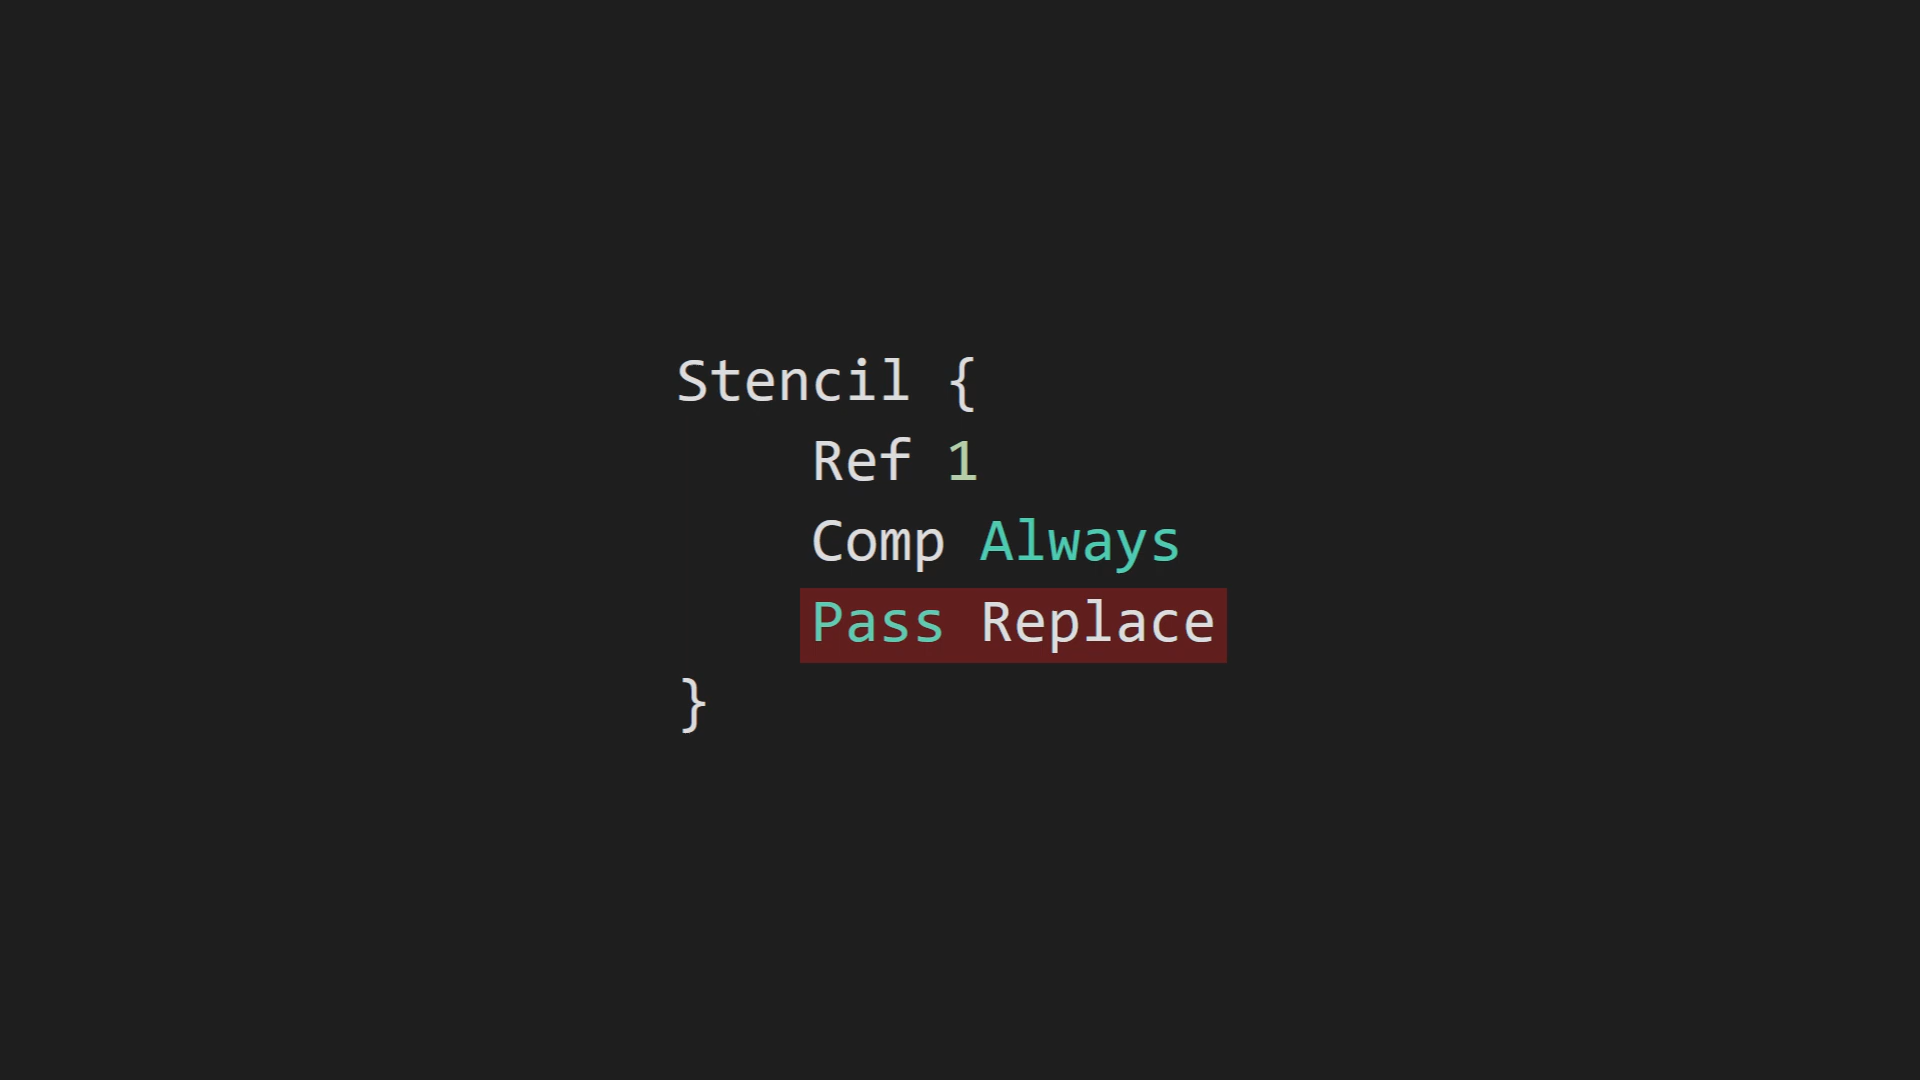 Stencil {
    Ref 1
    Comp Always
    Pass Replace
}